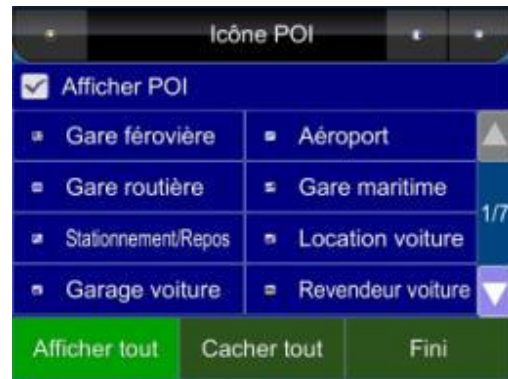 Icône POI
Afficher POI
Gare férovière
Aéroport
Gare routière
Gare maritime
1/7
Stationnement/Repos
Location voiture
Garage voiture
Revendeur voiture
Afficher tout
Cacher tout
Fini